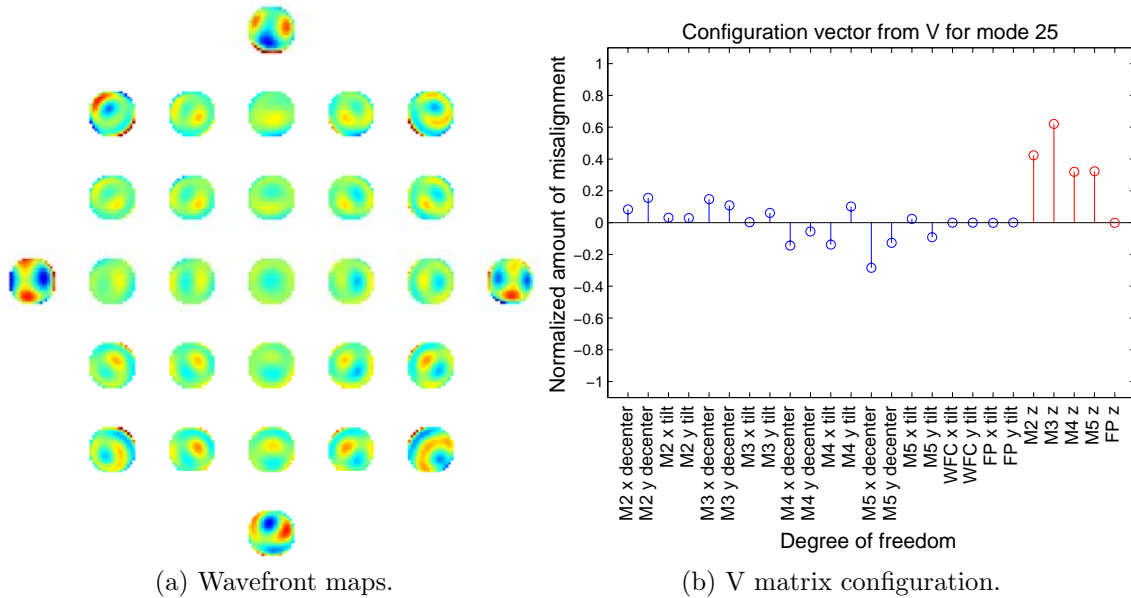 Configuration vector from V for mode 25
Normalized amount of misalignment
1
0.8
0.6
0.4
0.2
0
−0.2
−0.4
−0.6
−0.8
−1
M2 x decenter
M2 y decenter
M2 x tilt
M2 y tilt
M3 x decenter
M3 y decenter
M3 x tilt
M3 y tilt
M4 x decenter
M4 y decenter
M4 x tilt
M4 y tilt
M5 x decenter
M5 y decenter
M5 x tilt
M5 y tilt
WFC x tilt
WFC y tilt
FP x tilt
FP y tilt
M2 z
M3 z
M4 z
M5 z
FP z
Degree of freedom
(a) Wavefront maps.
(b) V matrix configuration.